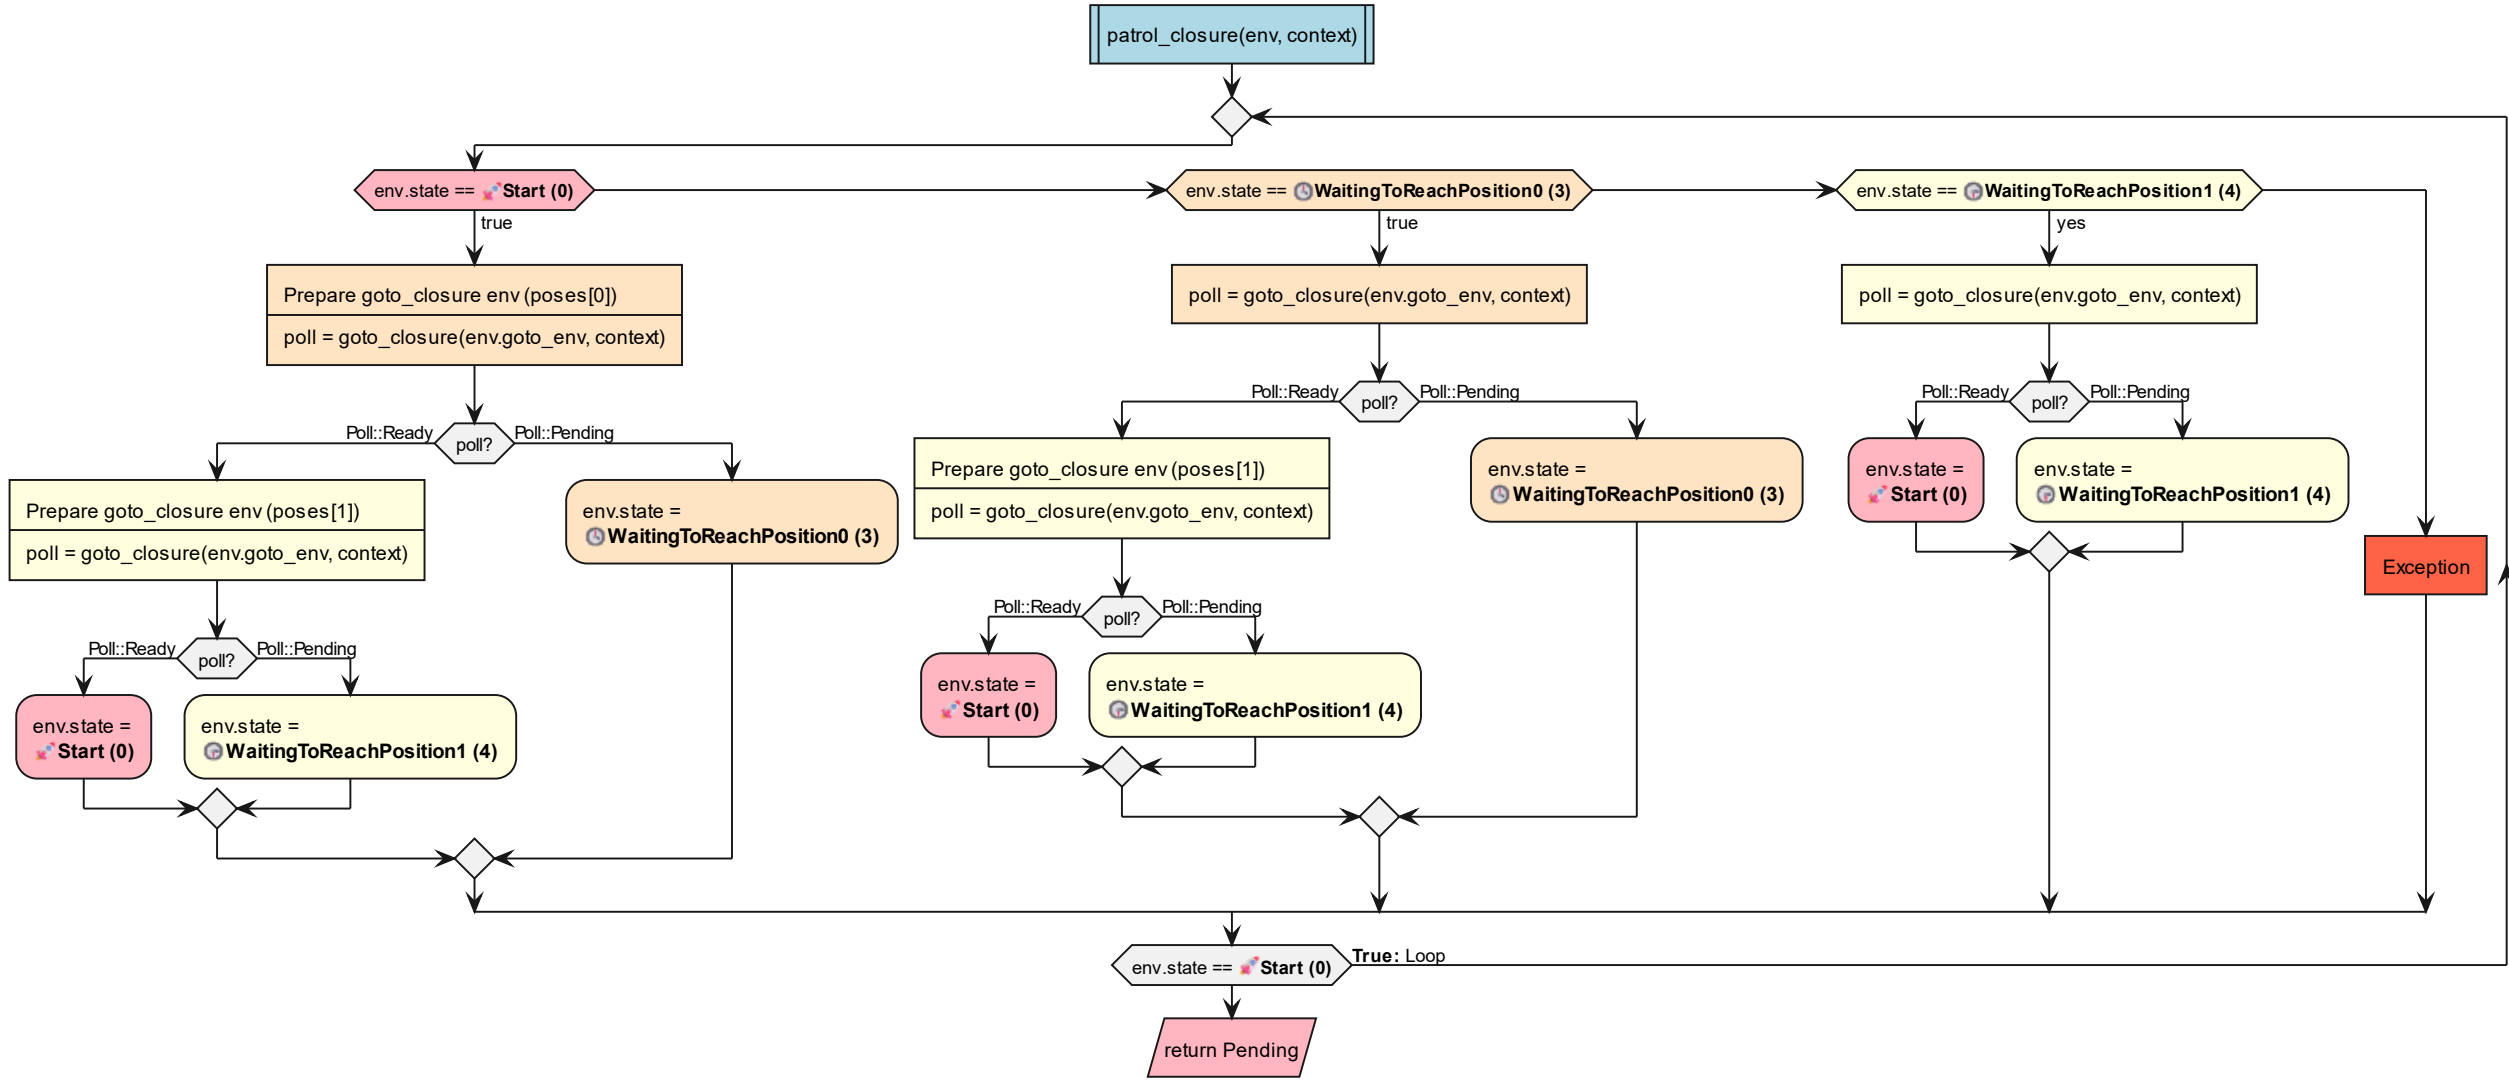 patrol_closure(env, context)
env.state == Start (0)
true
env.state == WaitingToReachPosition0 (3)
true
env.state == WaitingToReachPosition1 (4)
yes
Prepare goto_closure env (poses[0])
poll = goto_closure(env.goto_env, context)
poll?
Poll::Ready
Poll::Pending
Prepare goto_closure env (poses[1])
poll = goto_closure(env.goto_env, context)
poll?
Poll::Ready
Poll::Pending
env.state =
Start (0)
env.state =
WaitingToReachPosition1 (4)
env.state =
WaitingToReachPosition0 (3)
poll = goto_closure(env.goto_env, context)
poll?
Poll::Ready
Poll::Pending
Prepare goto_closure env (poses[1])
poll = goto_closure(env.goto_env, context)
poll?
Poll::Ready
Poll::Pending
env.state =
Start (0)
env.state =
WaitingToReachPosition1 (4)
env.state =
WaitingToReachPosition0 (3)
poll = goto_closure(env.goto_env, context)
poll?
Poll::Ready
Poll::Pending
env.state =
Start (0)
env.state =
WaitingToReachPosition1 (4)
Exception
env.state == Start (0)
True: Loop
return Pending